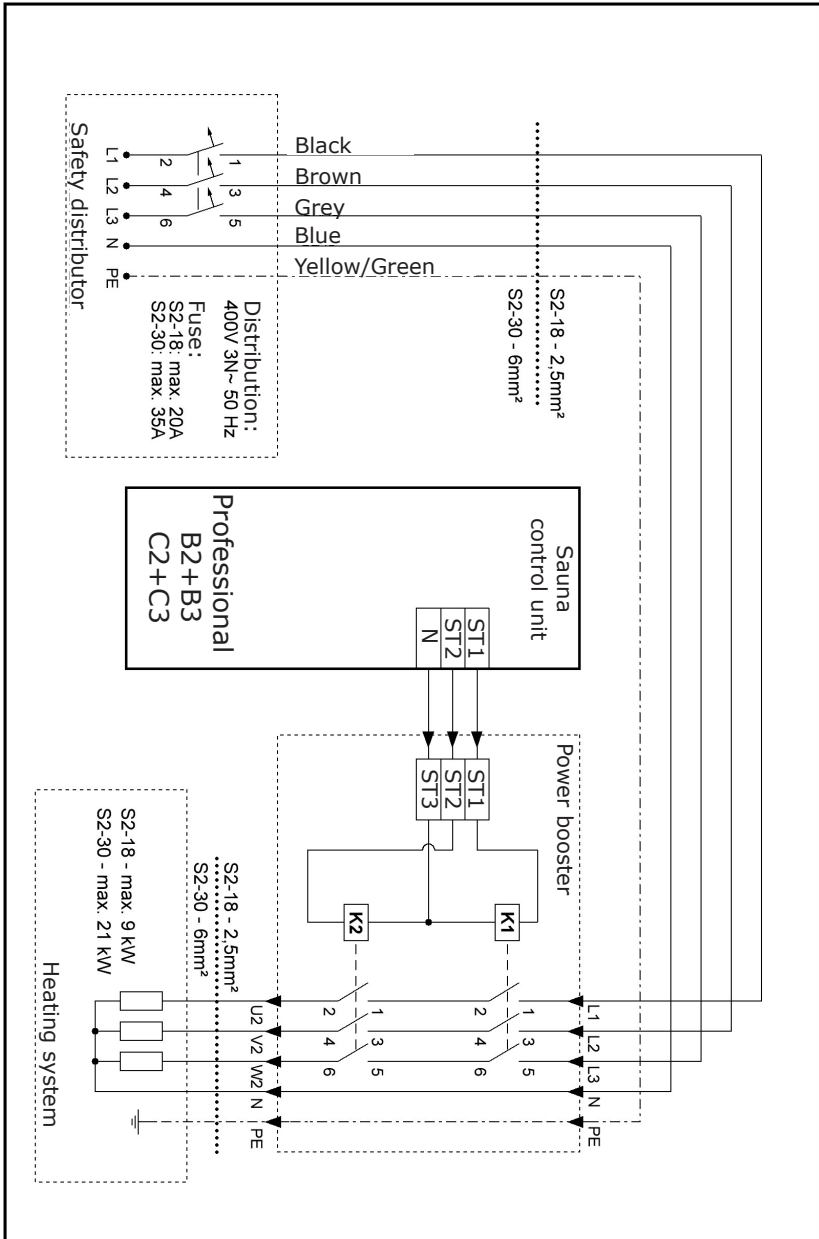 Black
Brown
Grey
Blue
Yellow/Green
Safety distributor
L1
L2
L3
N
PE
2
4
6
1
3
5
Distribution:
400V 3N~ 50 Hz
Fuse:
S2-18: max. 20A
S2-30: max. 35A
S2-18 - 2,5mm²
S2-30 - 6mm²
Sauna
control unit
Professional
B2+B3
C2+C3
ST1
ST2
N
Power booster
ST1
ST2
ST3
K1
K2
L1
L2
L3
N
PE
1
3
5
2
4
6
1
3
5
2
4
6
U2
V2
W2
N
PE
S2-18 - 2,5mm²
S2-30 - 6mm²
S2-18 - max. 9 kW
S2-30 - max. 21 kW
Heating system